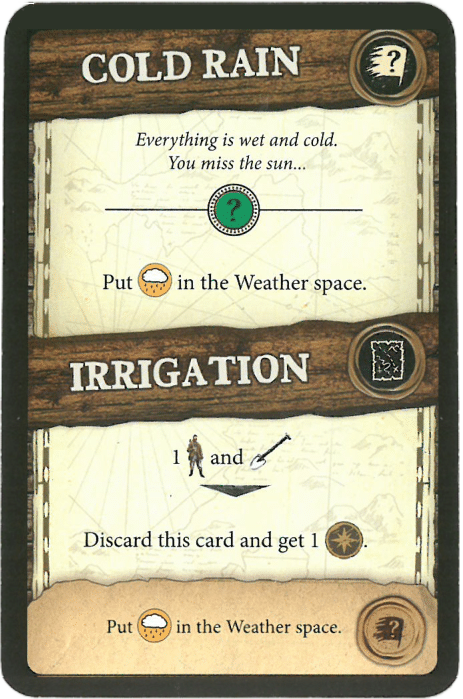 COLD RAIN
?
Everything is wet and cold.
You miss the sun...
?
Put in the Weather space.
IRRIGATION
1 and
Discard this card and get 1 .
Put in the Weather space.
?